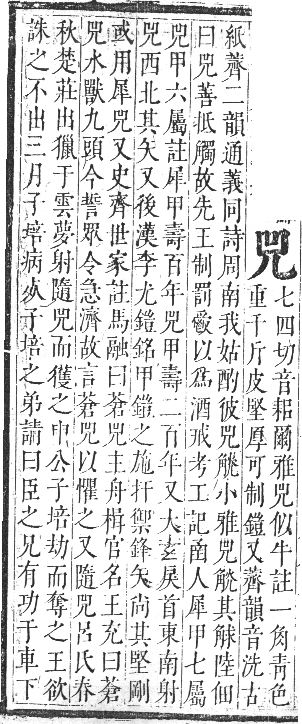 兕
七四切音耜爾雅兕似牛註一角青色
重千斤皮堅厚可制鎧又薺韻音洗古
紙薺二韻通義同詩周南我姑酌彼兕觥小雅兕觥其觩陸佃
曰兕善抵觸故先王制罰爵以爲酒戒考工記南人犀甲七屬
兕甲六屬註犀甲壽百年兕甲壽二百年又大玄戾首東南射
兕西北其矢又後漢李尤鎧銘甲鎧之施扞禦鋒矢尚其堅剛
或用犀兕又史齊世家註馬融曰蒼兕主舟楫官名王充曰蒼
兕水獸九頭今誓眾令急濟故言蒼兕以懼之又隨兕呂氏春
秋楚莊出獵于雲夢射隨兕而獲之申公子培劫而奪之王欲
誅之不出三月子培病死子培之弟請曰臣之兄有功于車下